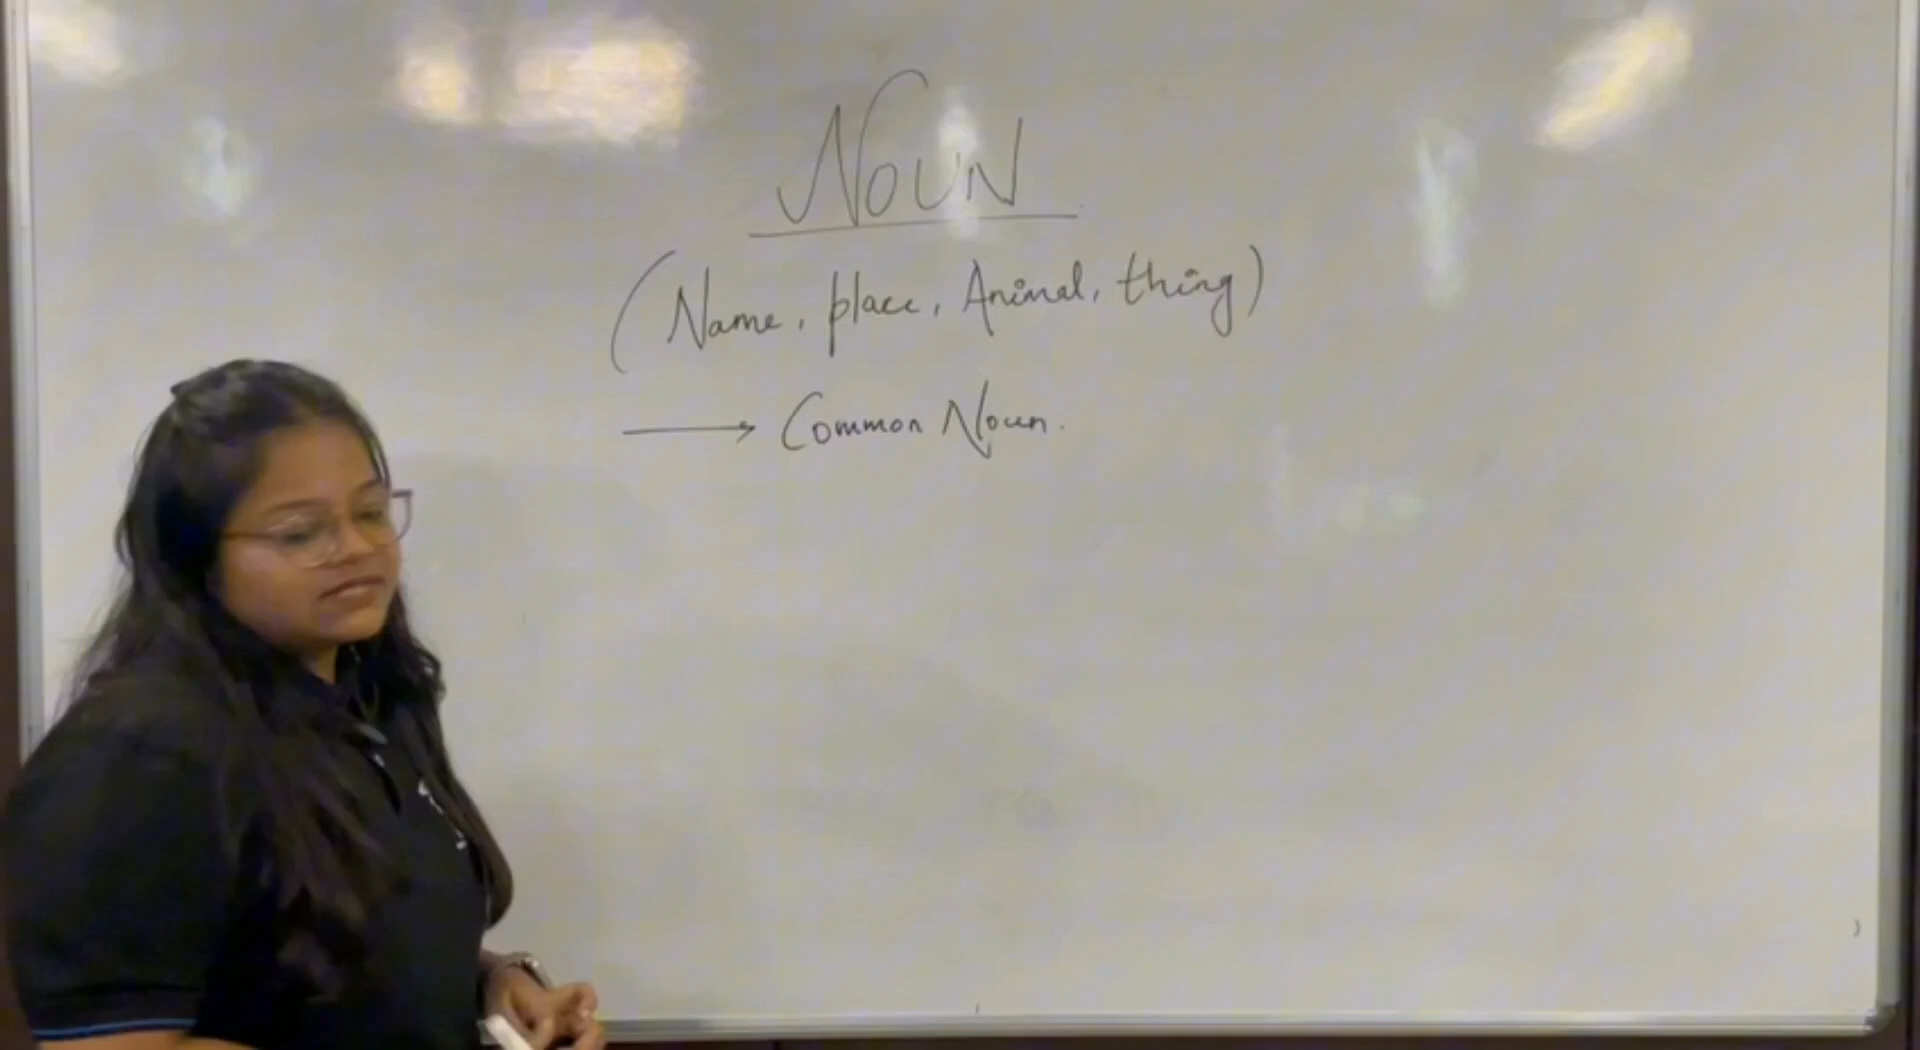 NOUN
(Name, place, Animal, thing)
→ Common Noun.